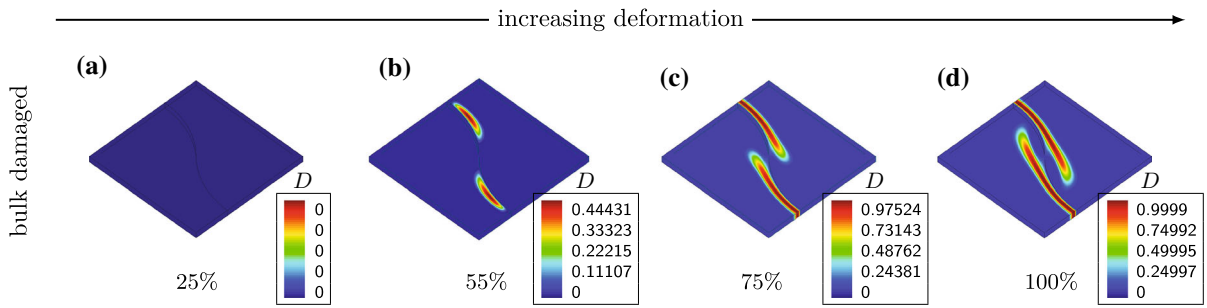 increasing deformation
bulk damaged
(a)
D
0
0
0
0
0
25%
(b)
D
0.44431
0.33323
0.22215
0.11107
0
55%
(c)
D
0.97524
0.73143
0.48762
0.24381
0
75%
(d)
D
0.9999
0.74992
0.49995
0.24997
0
100%